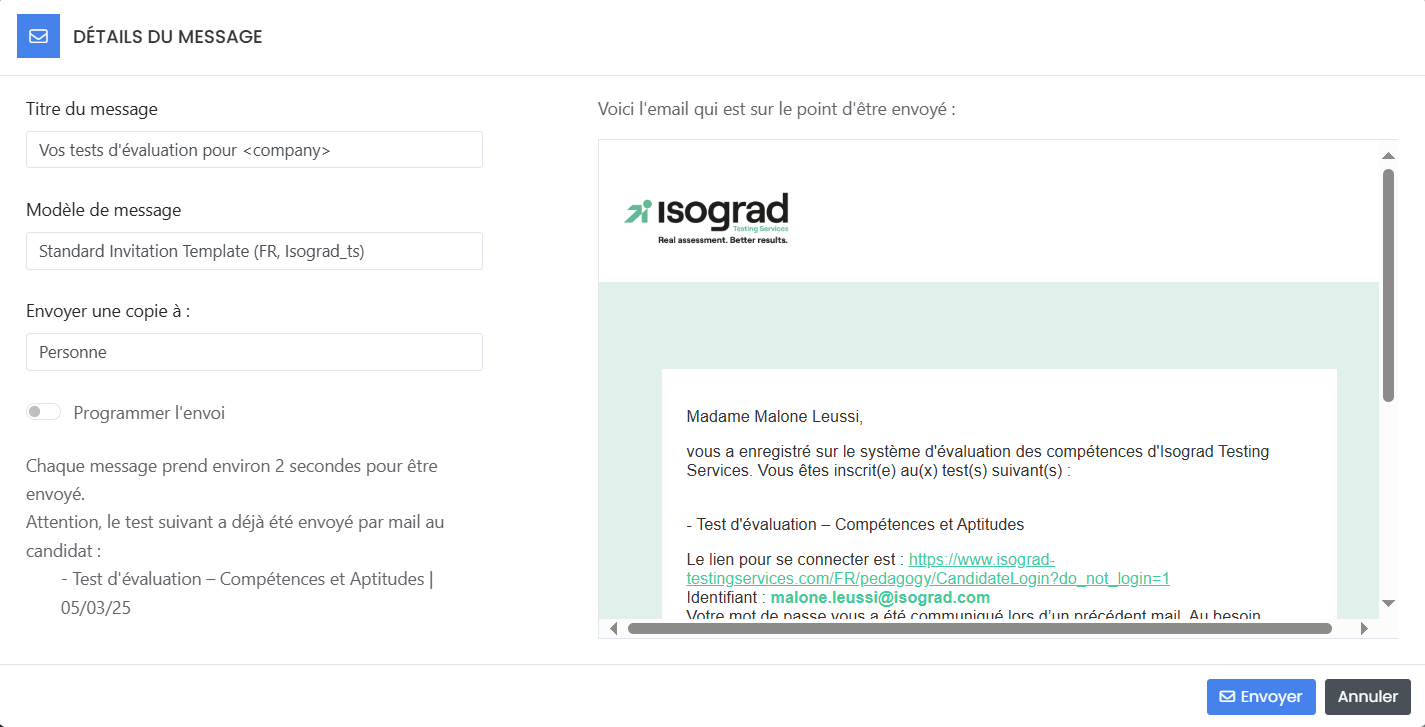 DÉTAILS DU MESSAGE
Titre du message
Vos tests d'évaluation pour <company>
Modèle de message
Standard Invitation Template (FR, Isograd_ts)
Envoyer une copie à :
Personne
Programmer l'envoi
Chaque message prend environ 2 secondes pour être
envoyé.
Attention, le test suivant a déjà été envoyé par mail au
candidat :
- Test d'évaluation – Compétences et Aptitudes |
05/03/25
Voici l'email qui est sur le point d'être envoyé :
isograd
Testing Services
Real assessment. Better results.
Madame Malone Leussi,
vous a enregistré sur le système d'évaluation des compétences d'Isograd Testing
Services. Vous êtes inscrit(e) au(x) test(s) suivant(s) :
- Test d'évaluation – Compétences et Aptitudes
Le lien pour se connecter est : https://www.isograd-
testingservices.com/FR/pedagogy/CandidateLogin?do_not_login=1
Identifiant : malone.leussi@isograd.com
Votre mot de passe vous a été communiqué lors d’un précédent mail. Au besoin,
Envoyer
Annuler